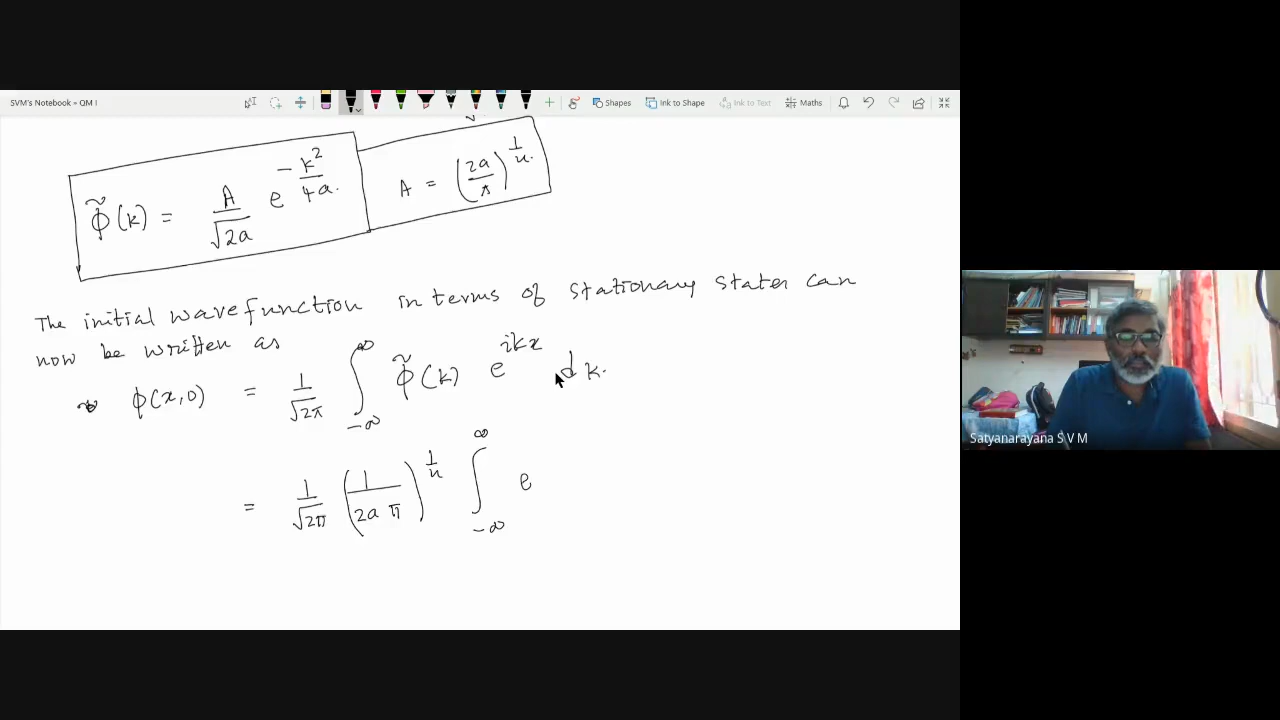 SVM's Notebook » QM I
Shapes
Ink to Shape
Ink to Text
Maths
φ̃(k) = A/√2a e^(-k²/4a).
A = (2a/π)^(1/4).
The initial wavefunction in terms of stationary states can
now be written as
φ(x,0) = 1/√2π ∫_{-∞}^{∞} φ̃(k) e^{ikx} dk.
= 1/√2π (1/2a π)^(1/4) ∫_{-∞}^{∞} e
Satyanarayana S V M